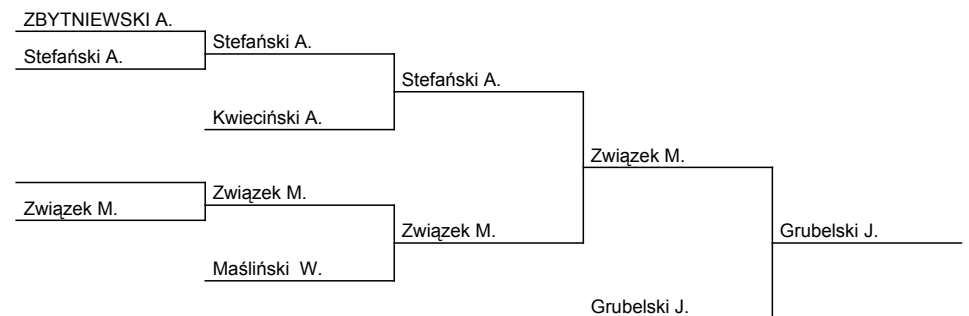 ZBYTNIEWSKI A.
Stefański A.
Stefański A.
Stefański A.
Kwieciński A.
Związek M.
Związek M.
Związek M.
Związek M.
Grubelski J.
Maśliński W.
Grubelski J.